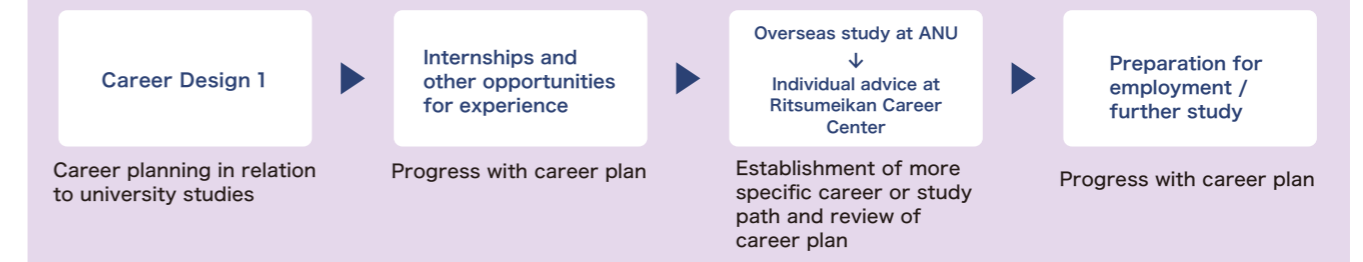 Career Design 1
Career planning in relation
to university studies
Internships and
other opportunities
for experience
Progress with career plan
Overseas study at ANU
↓
Individual advice at
Ritsumeikan Career
Center
Establishment of more
specific career or study
path and review of
career plan
Preparation for
employment /
further study
Progress with career plan